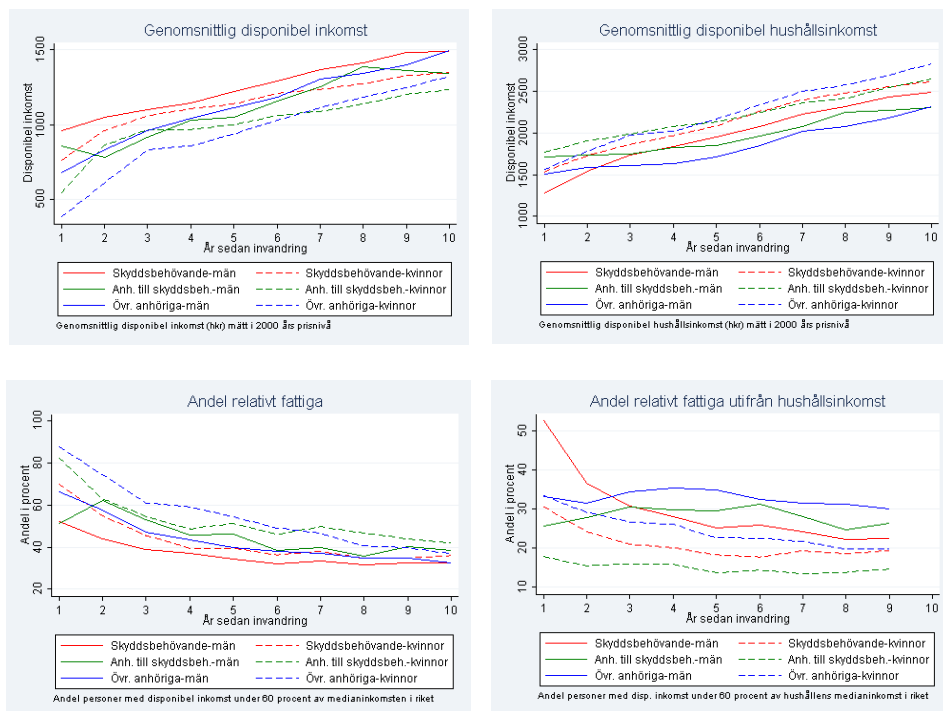 Genomsnittlig disponibel inkomst
Disponibel inkomst
1500
1000
500
1 2 3 4 5 6 7 8 9 10
År sedan invandring
Skyddsbehövande-män Skyddsbehövande-kvinnor
Anh. till skyddsbeh.-män Anh. till skyddsbeh.-kvinnor
Övr. anhöriga-män Övr. anhöriga-kvinnor
Genomsnittlig disponibel inkomst (hkr) mätt i 2000 års prisnivå
Genomsnittlig disponibel hushållsinkomst
Disponibel inkomst
3000
2500
2000
1500
1000
1 2 3 4 5 6 7 8 9 10
År sedan invandring
Skyddsbehövande-män Skyddsbehövande-kvinnor
Anh. till skyddsbeh.-män Anh. till skyddsbeh.-kvinnor
Övr. anhöriga-män Övr. anhöriga-kvinnor
Genomsnittlig disponibel hushållsinkomst (hkr) mätt i 2000 års prisnivå
Andel relativt fattiga
Andel i procent
100
80
60
40
20
1 2 3 4 5 6 7 8 9 10
År sedan invandring
Skyddsbehövande-män Skyddsbehövande-kvinnor
Anh. till skyddsbeh.-män Anh. till skyddsbeh.-kvinnor
Övr. anhöriga-män Övr. anhöriga-kvinnor
Andel personer med disponibel inkomst under 60 procent av medianinkomsten i riket
Andel relativt fattiga utifrån hushållsinkomst
Andel i procent
50
40
30
20
10
1 2 3 4 5 6 7 8 9 10
År sedan invandring
Skyddsbehövande-män Skyddsbehövande-kvinnor
Anh. till skyddsbeh.-män Anh. till skyddsbeh.-kvinnor
Övr. anhöriga-män Övr. anhöriga-kvinnor
Andel personer med disp. inkomst under 60 procent av hushållens medianinkomst i riket